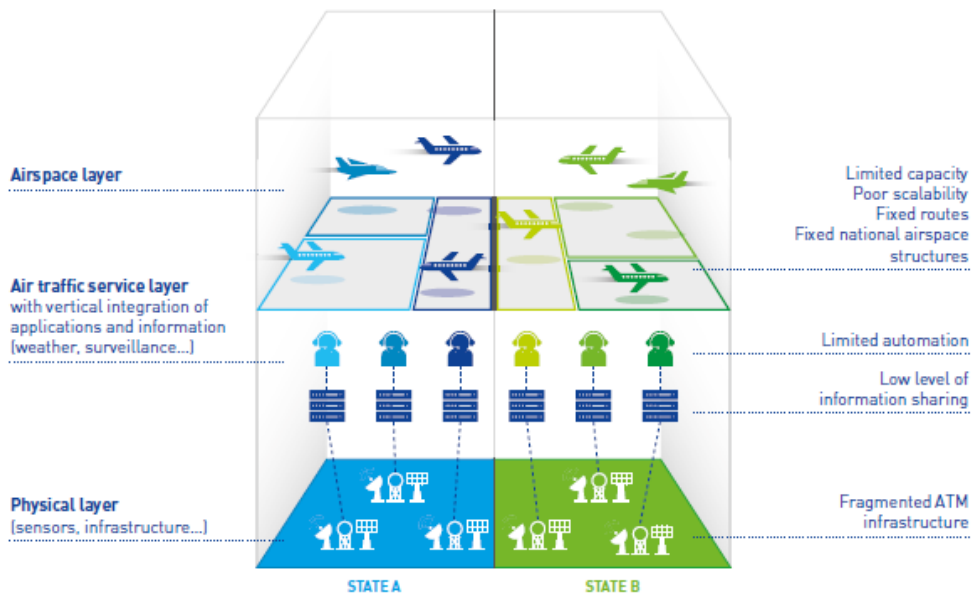 Airspace layer
Limited capacity
Poor scalability
Fixed routes
Fixed national airspace
structures
Air traffic service layer
with vertical integration of
applications and information
(weather, surveillance...)
Limited automation
Low level of
information sharing
Physical layer
(sensors, infrastructure...)
Fragmented ATM
infrastructure
STATE A
STATE B